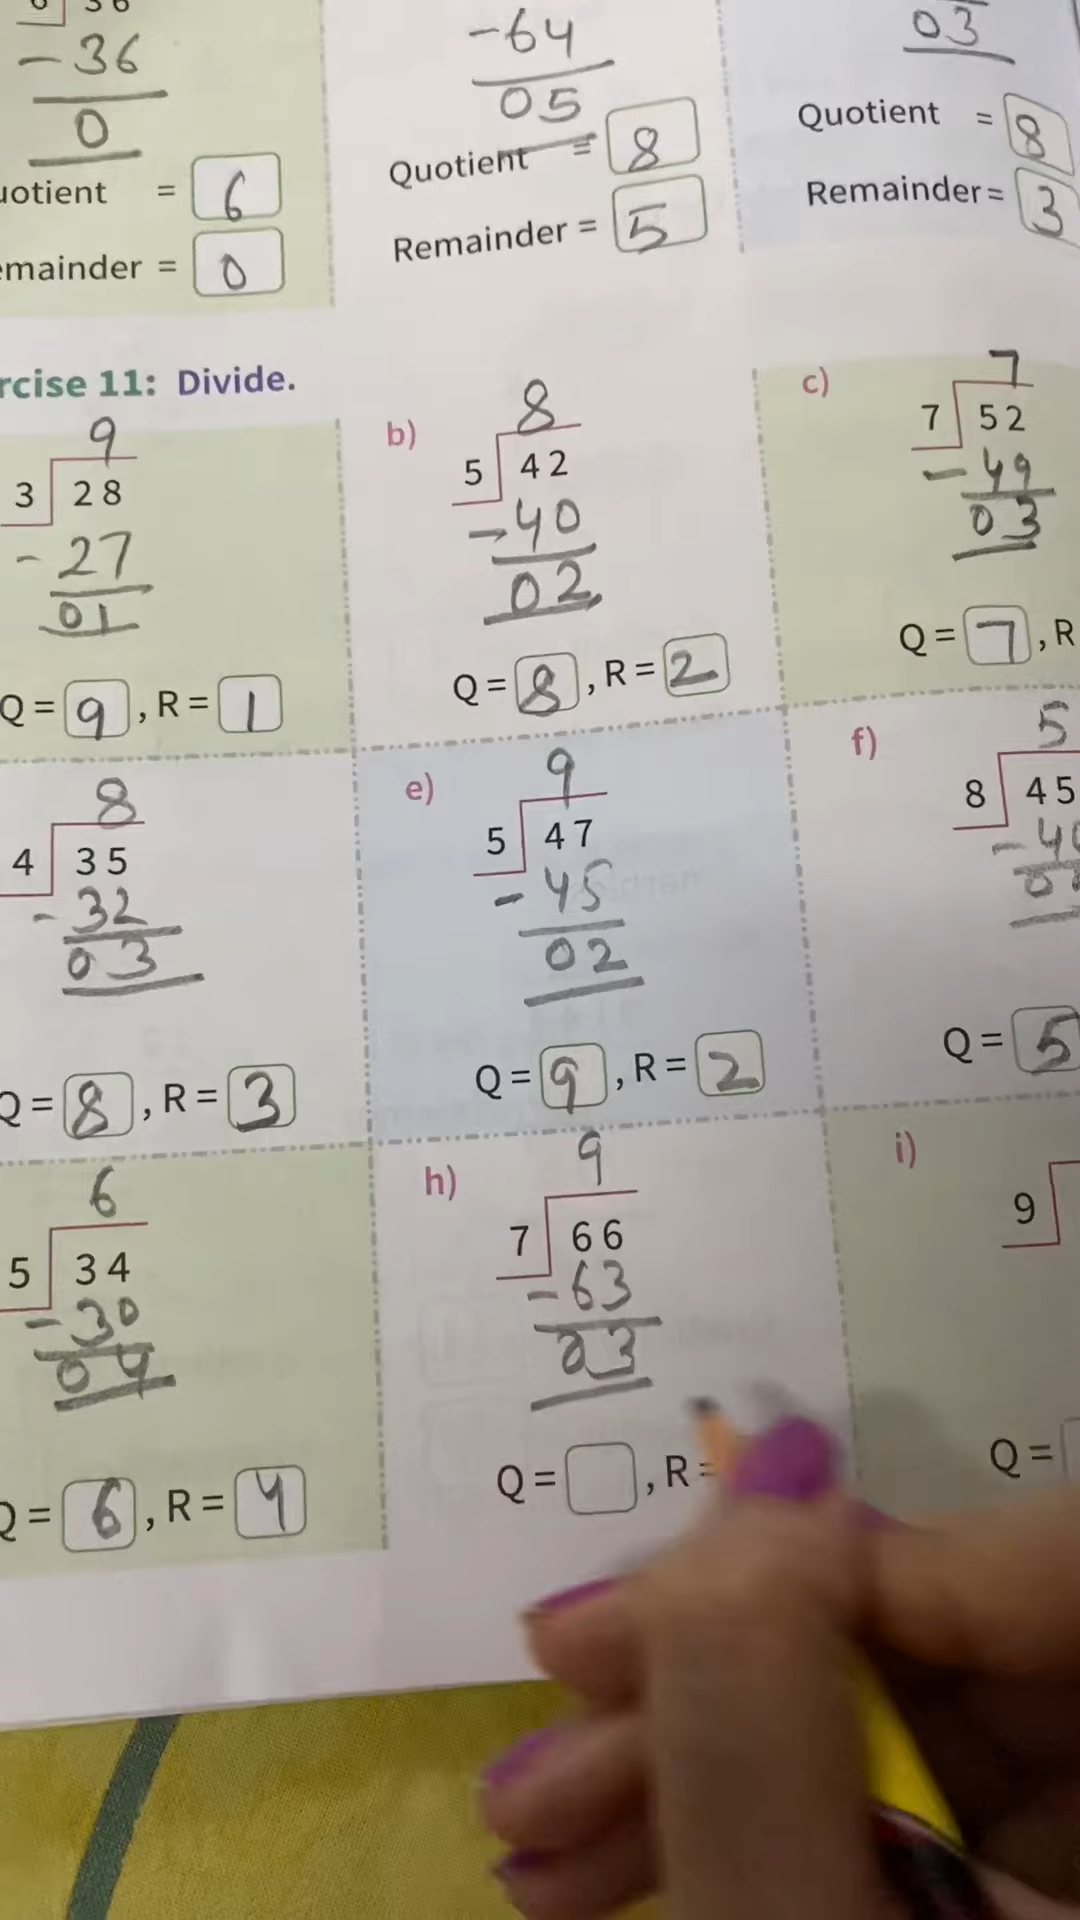 36
-36
0
uotient = 6
emainder = 0
-64
05
Quotient = 8
Remainder = 5
03
Quotient = 8
Remainder = 3
rcise 11: Divide.
9
3 28
-27
01
Q = 9, R = 1
b)
8
5 42
-40
02
Q = 8, R = 2
c)
7
7 52
-49
03
Q = 7, R
8
4 35
-32
03
Q = 8, R = 3
e)
9
5 47
-45
02
Q = 9, R = 2
f)
5
8 45
-4
0
Q = 5
6
5 34
-30
04
Q = 6, R = 4
h)
9
7 66
-63
03
Q = , R =
i)
9
Q =